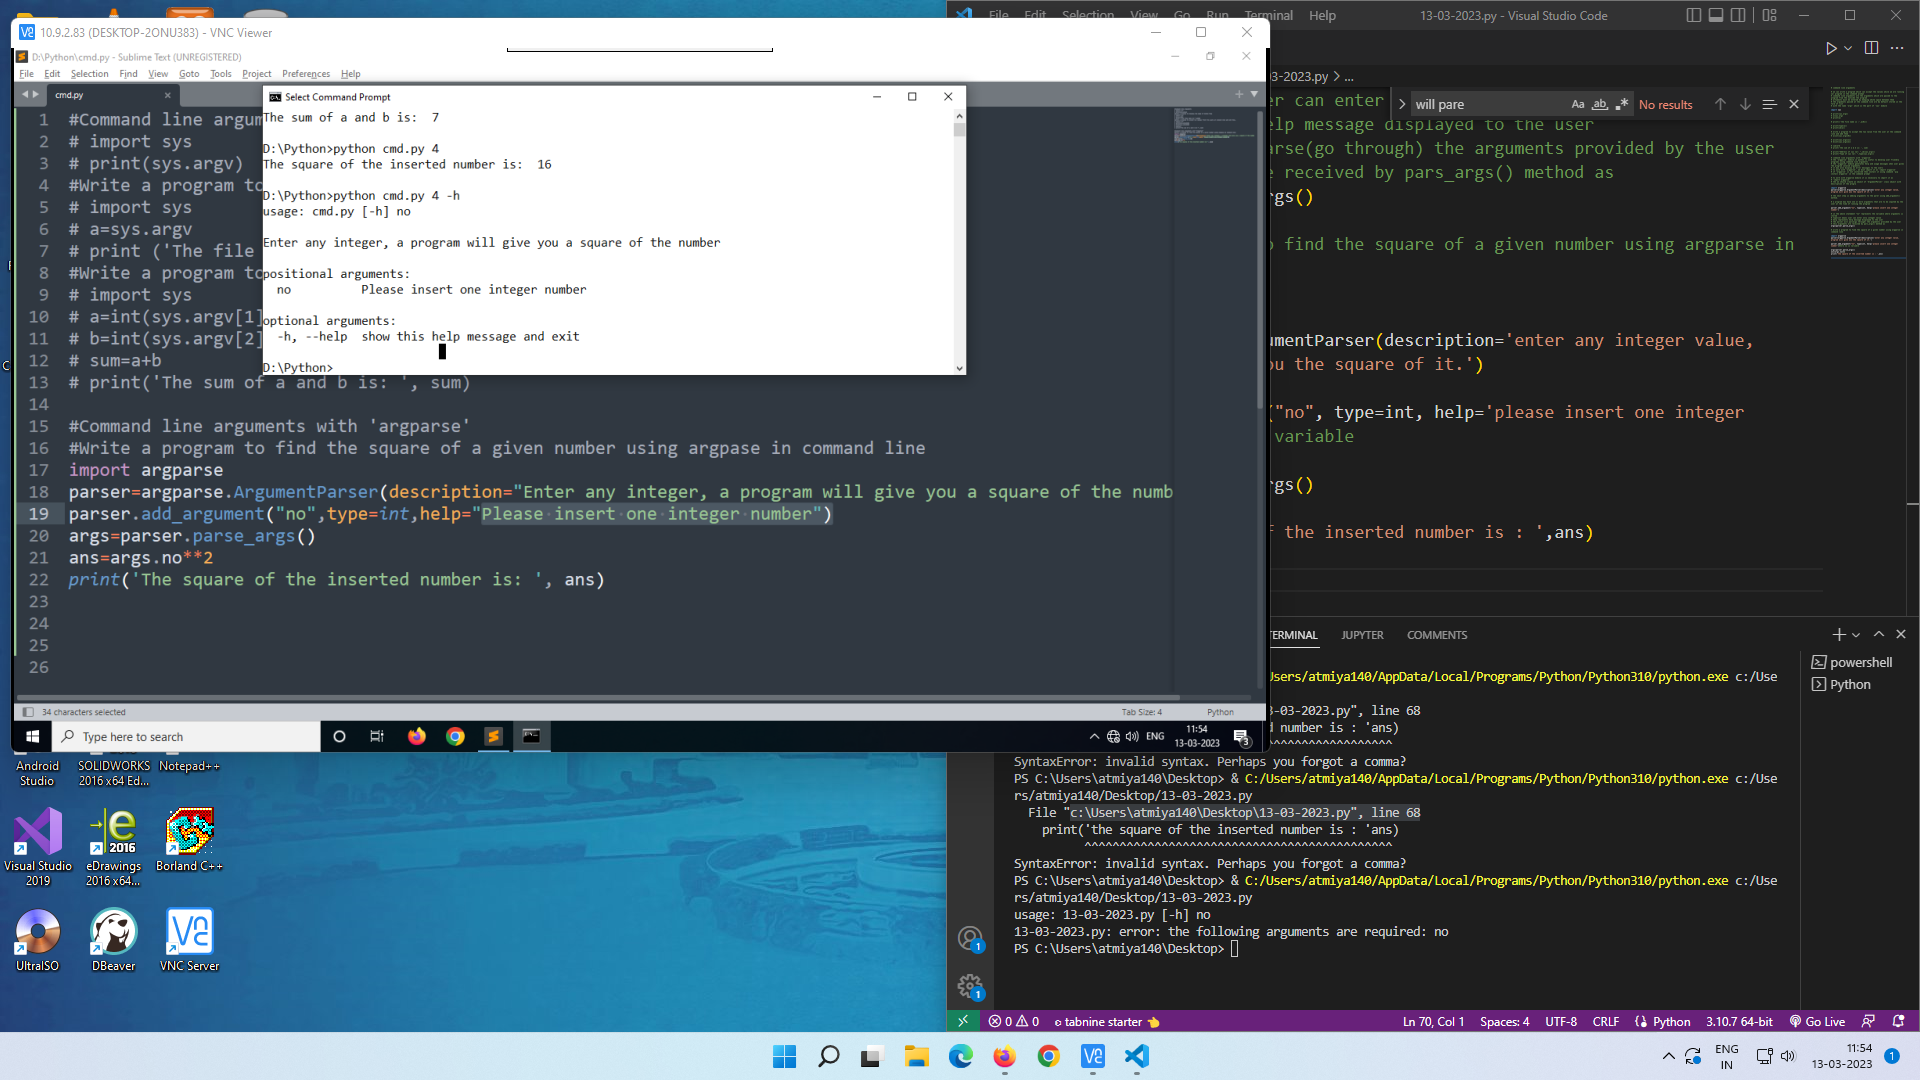 10.9.2.83 (DESKTOP-2ONU383) - VNC Viewer
D:\Python\cmd.py - Sublime Text (UNREGISTERED)
File Edit Selection Find View Goto Tools Project Preferences Help
cmd.py
1 #Command line argum
2 # import sys
3 # print(sys.argv)
4 #Write a program to
5 # import sys
6 # a=sys.argv
7 # print ('The file
8 #Write a program to
9 # import sys
10 # a=int(sys.argv[1]
11 # b=int(sys.argv[2]
12 # sum=a+b
13 # print('The sum of a and b is: ', sum)
14
15 #Command line arguments with 'argparse'
16 #Write a program to find the square of a given number using argpase in command line
17 import argparse
18 parser=argparse.ArgumentParser(description="Enter any integer, a program will give you a square of the numb
19 parser.add_argument("no",type=int,help="Please insert one integer number")
20 args=parser.parse_args()
21 ans=args.no**2
22 print('The square of the inserted number is: ', ans)
23
24
25
26
34 characters selected
Tab Size: 4
Python
Select Command Prompt
The sum of a and b is:  7
D:\Python>python cmd.py 4
The square of the inserted number is:  16
D:\Python>python cmd.py 4 -h
usage: cmd.py [-h] no
Enter any integer, a program will give you a square of the number
positional arguments:
no          Please insert one integer number
optional arguments:
-h, --help  show this help message and exit
D:\Python>
Type here to search
ENG
11:54
13-03-2023
3
File Edit Selection View Go Run Terminal Help
13-03-2023.py - Visual Studio Code
3-2023.py > ...
will pare
Aa ab .*
No results
er can enter
elp message displayed to the user
arse(go through) the arguments provided by the user
e received by pars_args() method as
rgs()
o find the square of a given number using argparse in
umentParser(description='enter any integer value,
ou the square of it.')
("no", type=int, help='please insert one integer
variable
rgs()
f the inserted number is : ',ans)
TERMINAL JUPYTER COMMENTS
powershell
Python
sers/atmiya140/AppData/Local/Programs/Python/Python310/python.exe c:/Use
3-03-2023.py", line 68
d number is : 'ans)
^^^^^^^^^^^^^^^^^^
SyntaxError: invalid syntax. Perhaps you forgot a comma?
PS C:\Users\atmiya140\Desktop> & C:/Users/atmiya140/AppData/Local/Programs/Python/Python310/python.exe c:/Use
rs/atmiya140/Desktop/13-03-2023.py
File "c:\Users\atmiya140\Desktop\13-03-2023.py", line 68
print('the square of the inserted number is : 'ans)
^^^^^^^^^^^^^^^^^^^^^^^^^^^^^^^^^^^^^^^^^^^^
SyntaxError: invalid syntax. Perhaps you forgot a comma?
PS C:\Users\atmiya140\Desktop> & C:/Users/atmiya140/AppData/Local/Programs/Python/Python310/python.exe c:/Use
rs/atmiya140/Desktop/13-03-2023.py
usage: 13-03-2023.py [-h] no
13-03-2023.py: error: the following arguments are required: no
PS C:\Users\atmiya140\Desktop>
1
1
0 0
tabnine starter
Ln 70, Col 1
Spaces: 4
UTF-8
CRLF
Python
3.10.7 64-bit
Go Live
Android Studio
SOLIDWORKS 2016 x64 Ed...
Notepad++
Visual Studio 2019
eDrawings 2016 x64...
Borland C++
UltraISO
DBeaver
VNC Server
ENG
IN
11:54
13-03-2023
1